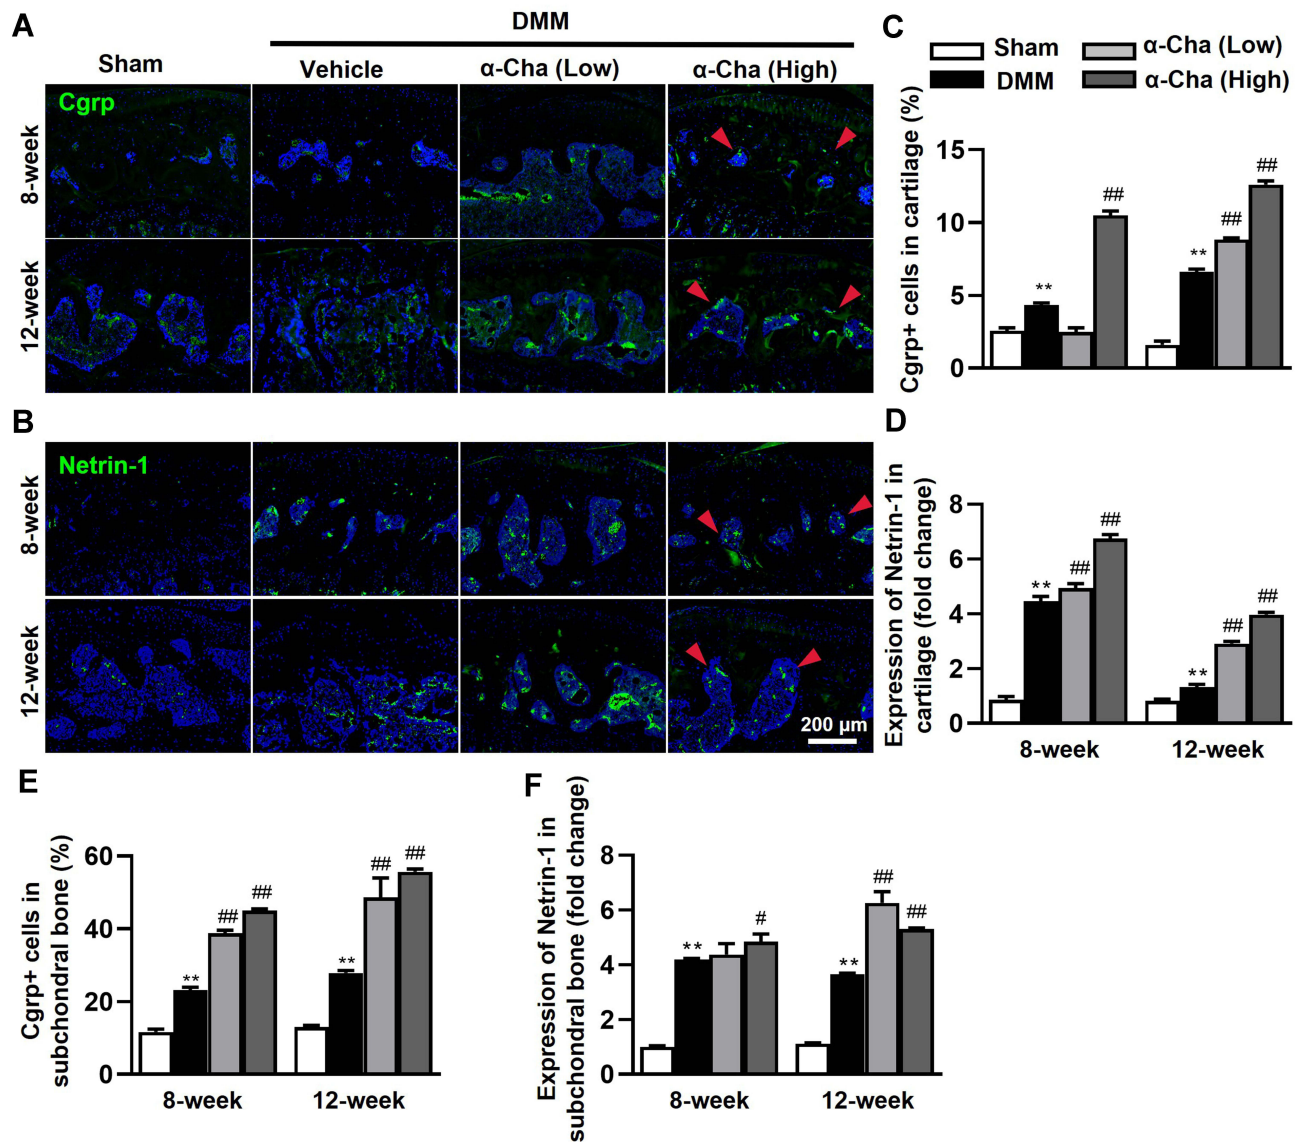 A
DMM
Sham
Vehicle
α-Cha (Low)
α-Cha (High)
Cgrp
8-week
12-week
B
Netrin-1
8-week
12-week
200 µm
C
Sham
α-Cha (Low)
DMM
α-Cha (High)
Cgrp+ cells in cartilage (%)
15
10
5
0
**
##
**
##
##
D
Expression of Netrin-1 in
cartilage (fold change)
8
6
4
2
0
**
##
##
**
##
##
8-week
12-week
E
Cgrp+ cells in
subchondral bone (%)
60
40
20
0
**
##
##
**
##
##
8-week
12-week
F
Expression of Netrin-1 in
subchondral bone (fold change)
8
6
4
2
0
**
#
**
##
##
8-week
12-week